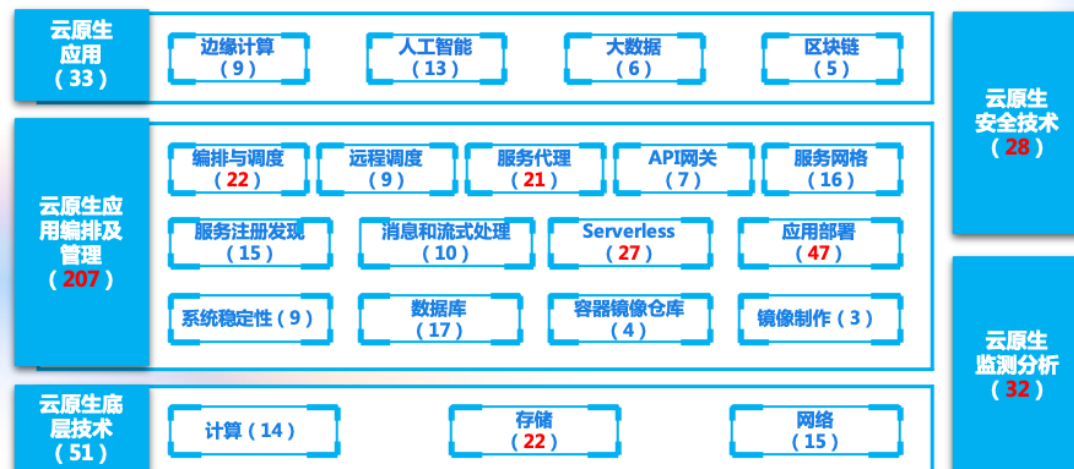 云原生
应用
（33）
边缘计算
（9）
人工智能
（13）
大数据
（6）
区块链
（5）
云原生应
用编排及
管理
（207）
编排与调度
（22）
远程调度
（9）
服务代理
（21）
API网关
（7）
服务网格
（16）
服务注册发现
（15）
消息和流式处理
（10）
Serverless
（27）
应用部署
（47）
系统稳定性（9）
数据库
（17）
容器镜像仓库
（4）
镜像制作（3）
云原生底
层技术
（51）
计算（14）
存储
（22）
网络
（15）
云原生
安全技术
（28）
云原生
监测分析
（32）